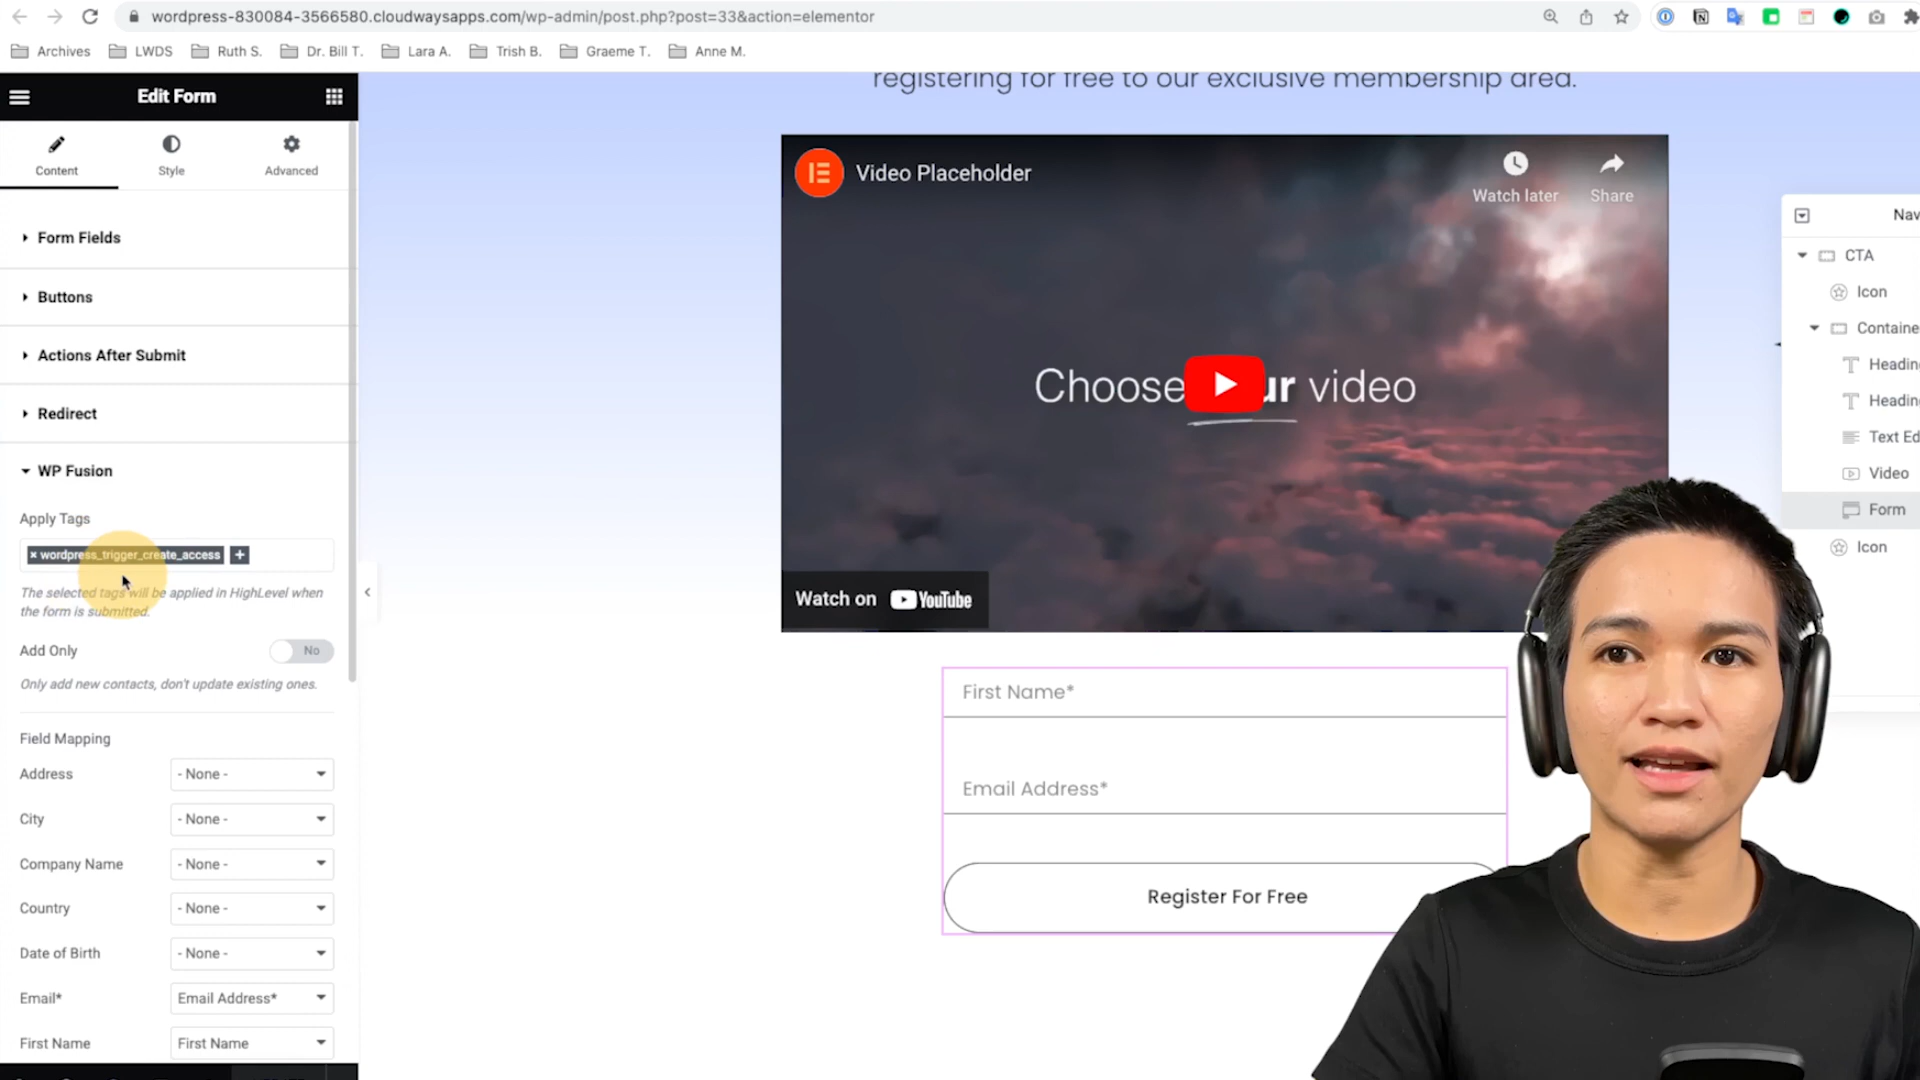 wordpress-830084-3566580.cloudwaysapps.com/wp-admin/post.php?post=33&action=elementor
Archives
LWDS
Ruth S.
Dr. Bill T.
Lara A.
Trish B.
Graeme T.
Anne M.
Edit Form
Content
Style
Advanced
Form Fields
Buttons
Actions After Submit
Redirect
WP Fusion
Apply Tags
× wordpress_trigger_create_access
+
The selected tags will be applied in HighLevel when
the form is submitted.
Add Only
No
Only add new contacts, don't update existing ones.
Field Mapping
Address
- None -
City
- None -
Company Name
- None -
Country
- None -
Date of Birth
- None -
Email*
Email Address*
First Name
First Name
registering for free to our exclusive membership area.
Video Placeholder
Watch later
Share
Choose ur video
Watch on YouTube
First Name*
Email Address*
Register For Free
Nav
CTA
Icon
Containe
Headin
Headin
Text Ed
Video
Form
Icon